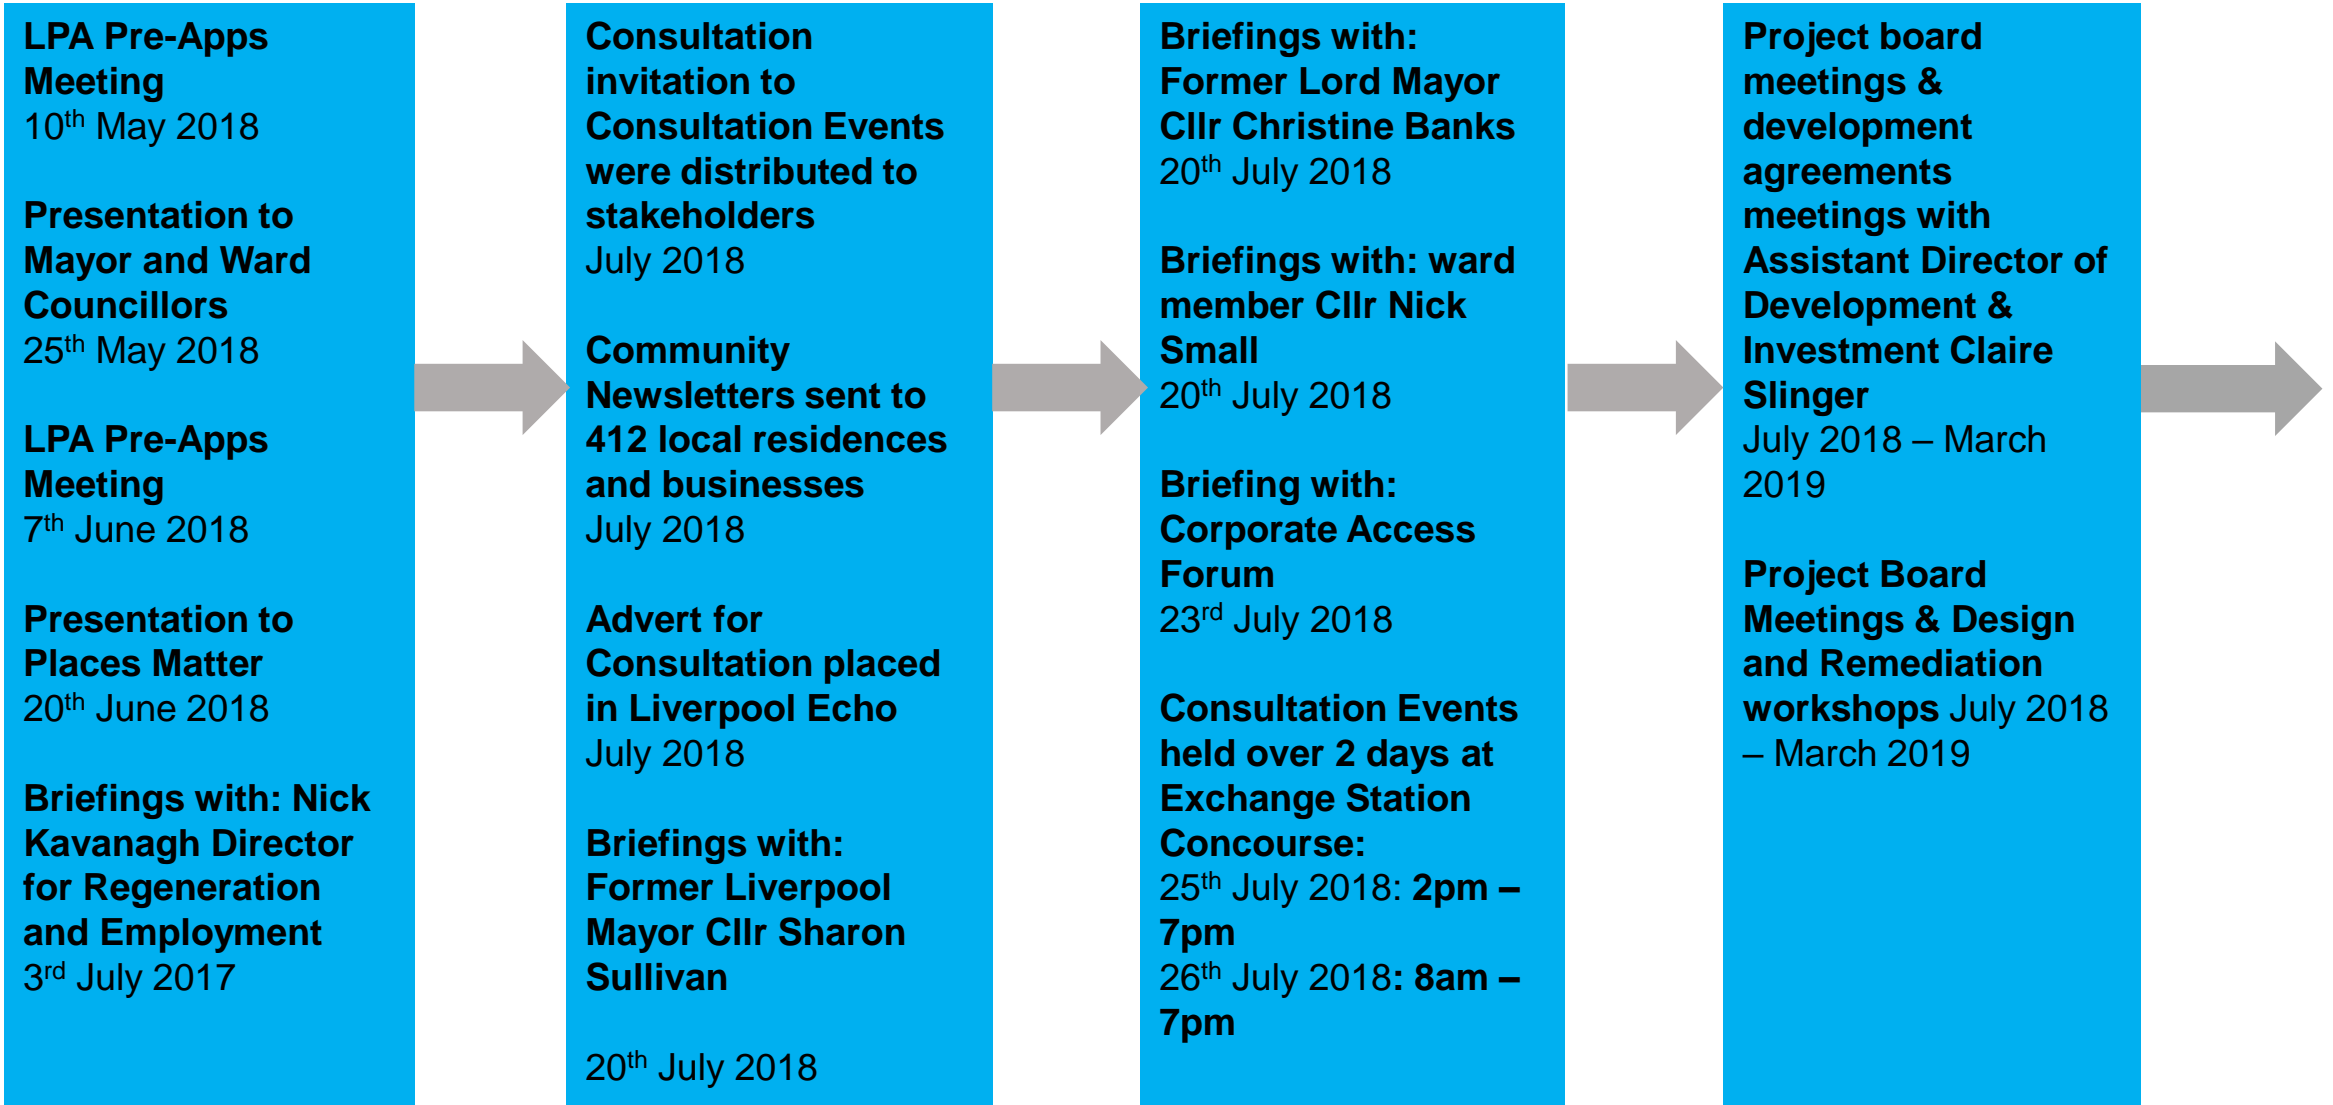 LPA Pre-Apps
Meeting
10th May 2018
Presentation to
Mayor and Ward
Councillors
25th May 2018
LPA Pre-Apps
Meeting
7th June 2018
Presentation to
Places Matter
20th June 2018
Briefings with: Nick
Kavanagh Director
for Regeneration
and Employment
3rd July 2017
Consultation
invitation to
Consultation Events
were distributed to
stakeholders
July 2018
Community
Newsletters sent to
412 local residences
and businesses
July 2018
Advert for
Consultation placed
in Liverpool Echo
July 2018
Briefings with:
Former Liverpool
Mayor Cllr Sharon
Sullivan
20th July 2018
Briefings with:
Former Lord Mayor
Cllr Christine Banks
20th July 2018
Briefings with: ward
member Cllr Nick
Small
20th July 2018
Briefing with:
Corporate Access
Forum
23rd July 2018
Consultation Events
held over 2 days at
Exchange Station
Concourse:
25th July 2018: 2pm –
7pm
26th July 2018: 8am –
7pm
Project board
meetings &
development
agreements
meetings with
Assistant Director of
Development &
Investment Claire
Slinger
July 2018 – March
2019
Project Board
Meetings & Design
and Remediation
workshops July 2018
– March 2019